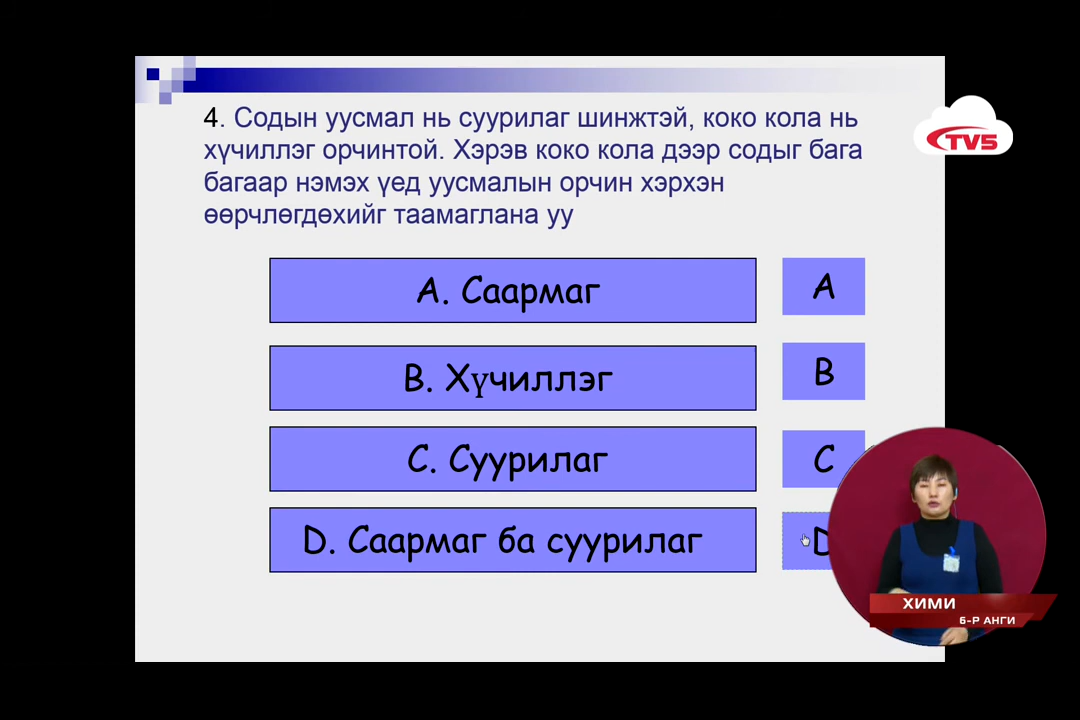 4. Содын уусмал нь суурилаг шинжтэй, коко кола нь
хүчиллэг орчинтой. Хэрэв коко кола дээр содыг бага
багаар нэмэх үед уусмалын орчин хэрхэн
өөрчлөгдөхийг таамаглана уу
TV5
A. Саармаг
A
B. Хүчиллэг
B
C. Суурилаг
C
D. Саармаг ба суурилаг
D
ХИМИ
6-Р АНГИ